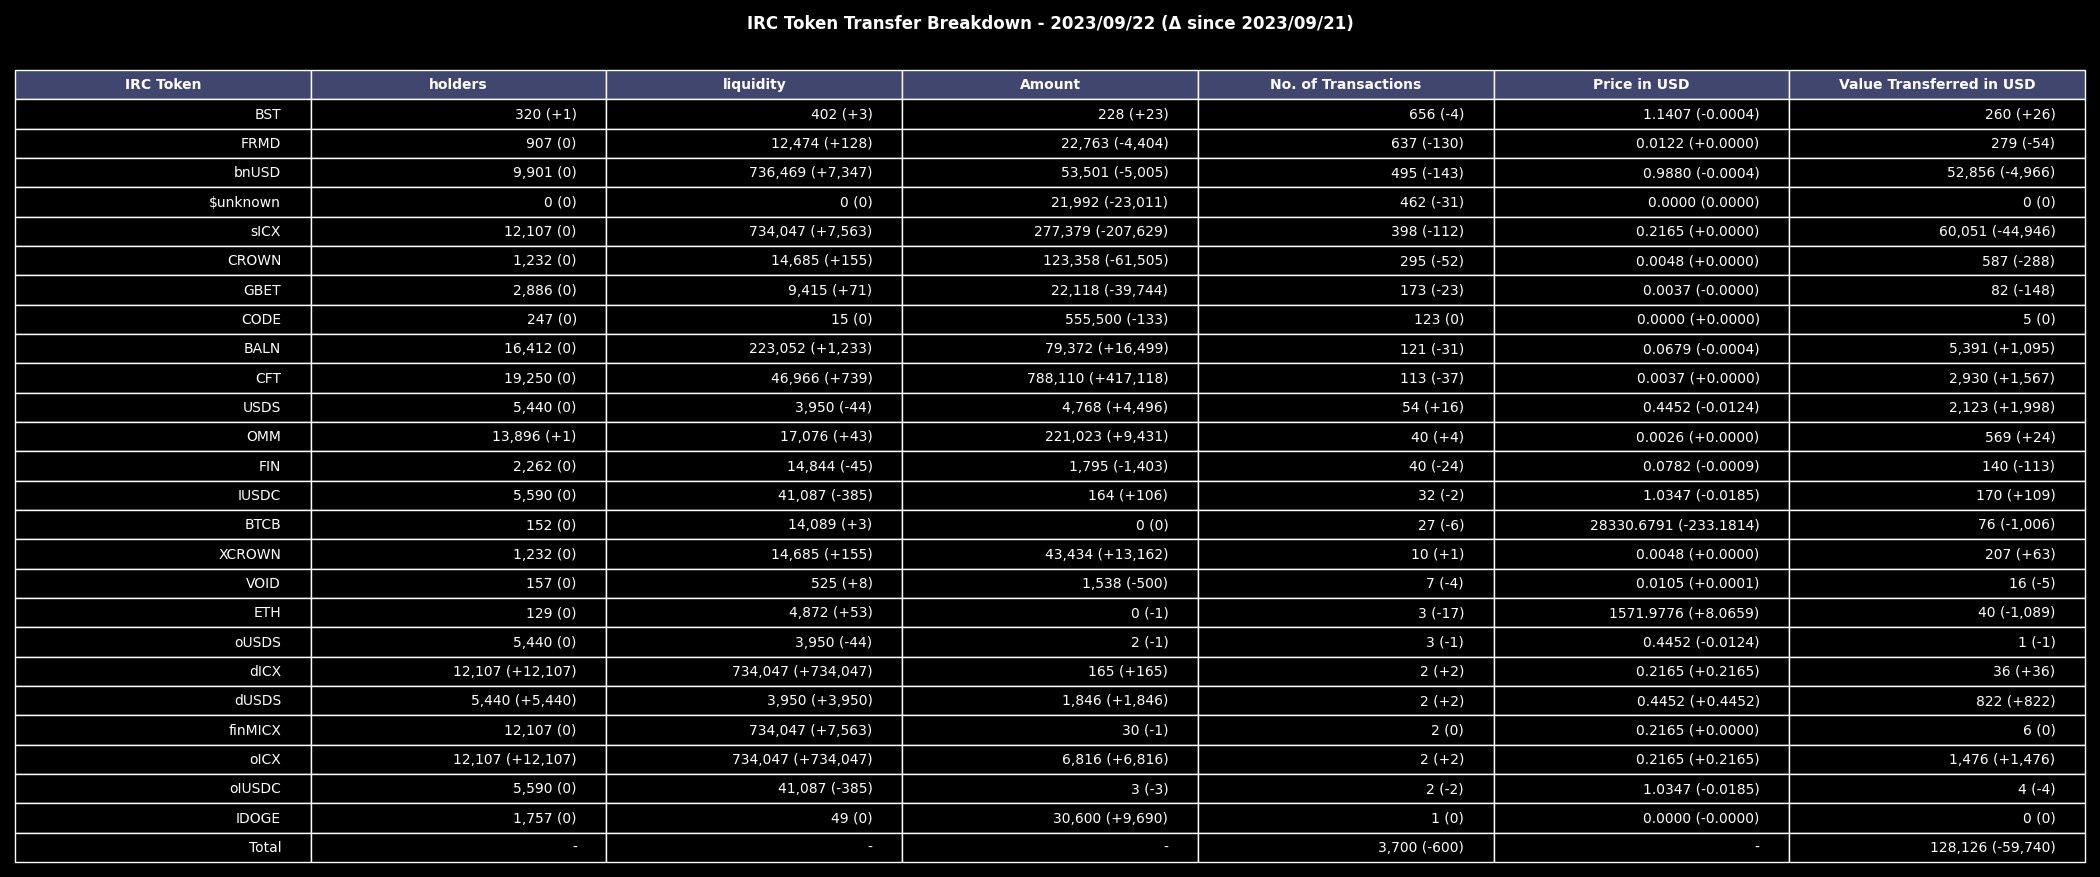 IRC Token Transfer Breakdown - 2023/09/22 (Δ since 2023/09/21)
IRC Token holders liquidity Amount No. of Transactions Price in USD Value Transferred in USD
BST 320 (+1) 402 (+3) 228 (+23) 656 (-4) 1.1407 (-0.0004) 260 (+26)
FRMD 907 (0) 12,474 (+128) 22,763 (-4,404) 637 (-130) 0.0122 (+0.0000) 279 (-54)
bnUSD 9,901 (0) 736,469 (+7,347) 53,501 (-5,005) 495 (-143) 0.9880 (-0.0004) 52,856 (-4,966)
$unknown 0 (0) 0 (0) 21,992 (-23,011) 462 (-31) 0.0000 (0.0000) 0 (0)
sICX 12,107 (0) 734,047 (+7,563) 277,379 (-207,629) 398 (-112) 0.2165 (+0.0000) 60,051 (-44,946)
CROWN 1,232 (0) 14,685 (+155) 123,358 (-61,505) 295 (-52) 0.0048 (+0.0000) 587 (-288)
GBET 2,886 (0) 9,415 (+71) 22,118 (-39,744) 173 (-23) 0.0037 (-0.0000) 82 (-148)
CODE 247 (0) 15 (0) 555,500 (-133) 123 (0) 0.0000 (+0.0000) 5 (0)
BALN 16,412 (0) 223,052 (+1,233) 79,372 (+16,499) 121 (-31) 0.0679 (-0.0004) 5,391 (+1,095)
CFT 19,250 (0) 46,966 (+739) 788,110 (+417,118) 113 (-37) 0.0037 (+0.0000) 2,930 (+1,567)
USDS 5,440 (0) 3,950 (-44) 4,768 (+4,496) 54 (+16) 0.4452 (-0.0124) 2,123 (+1,998)
OMM 13,896 (+1) 17,076 (+43) 221,023 (+9,431) 40 (+4) 0.0026 (+0.0000) 569 (+24)
FIN 2,262 (0) 14,844 (-45) 1,795 (-1,403) 40 (-24) 0.0782 (-0.0009) 140 (-113)
IUSDC 5,590 (0) 41,087 (-385) 164 (+106) 32 (-2) 1.0347 (-0.0185) 170 (+109)
BTCB 152 (0) 14,089 (+3) 0 (0) 27 (-6) 28330.6791 (-233.1814) 76 (-1,006)
XCROWN 1,232 (0) 14,685 (+155) 43,434 (+13,162) 10 (+1) 0.0048 (+0.0000) 207 (+63)
VOID 157 (0) 525 (+8) 1,538 (-500) 7 (-4) 0.0105 (+0.0001) 16 (-5)
ETH 129 (0) 4,872 (+53) 0 (-1) 3 (-17) 1571.9776 (+8.0659) 40 (-1,089)
oUSDS 5,440 (0) 3,950 (-44) 2 (-1) 3 (-1) 0.4452 (-0.0124) 1 (-1)
dICX 12,107 (+12,107) 734,047 (+734,047) 165 (+165) 2 (+2) 0.2165 (+0.2165) 36 (+36)
dUSDS 5,440 (+5,440) 3,950 (+3,950) 1,846 (+1,846) 2 (+2) 0.4452 (+0.4452) 822 (+822)
finMICX 12,107 (0) 734,047 (+7,563) 30 (-1) 2 (0) 0.2165 (+0.0000) 6 (0)
oICX 12,107 (+12,107) 734,047 (+734,047) 6,816 (+6,816) 2 (+2) 0.2165 (+0.2165) 1,476 (+1,476)
oIUSDC 5,590 (0) 41,087 (-385) 3 (-3) 2 (-2) 1.0347 (-0.0185) 4 (-4)
IDOGE 1,757 (0) 49 (0) 30,600 (+9,690) 1 (0) 0.0000 (-0.0000) 0 (0)
Total - - - 3,700 (-600) - 128,126 (-59,740)